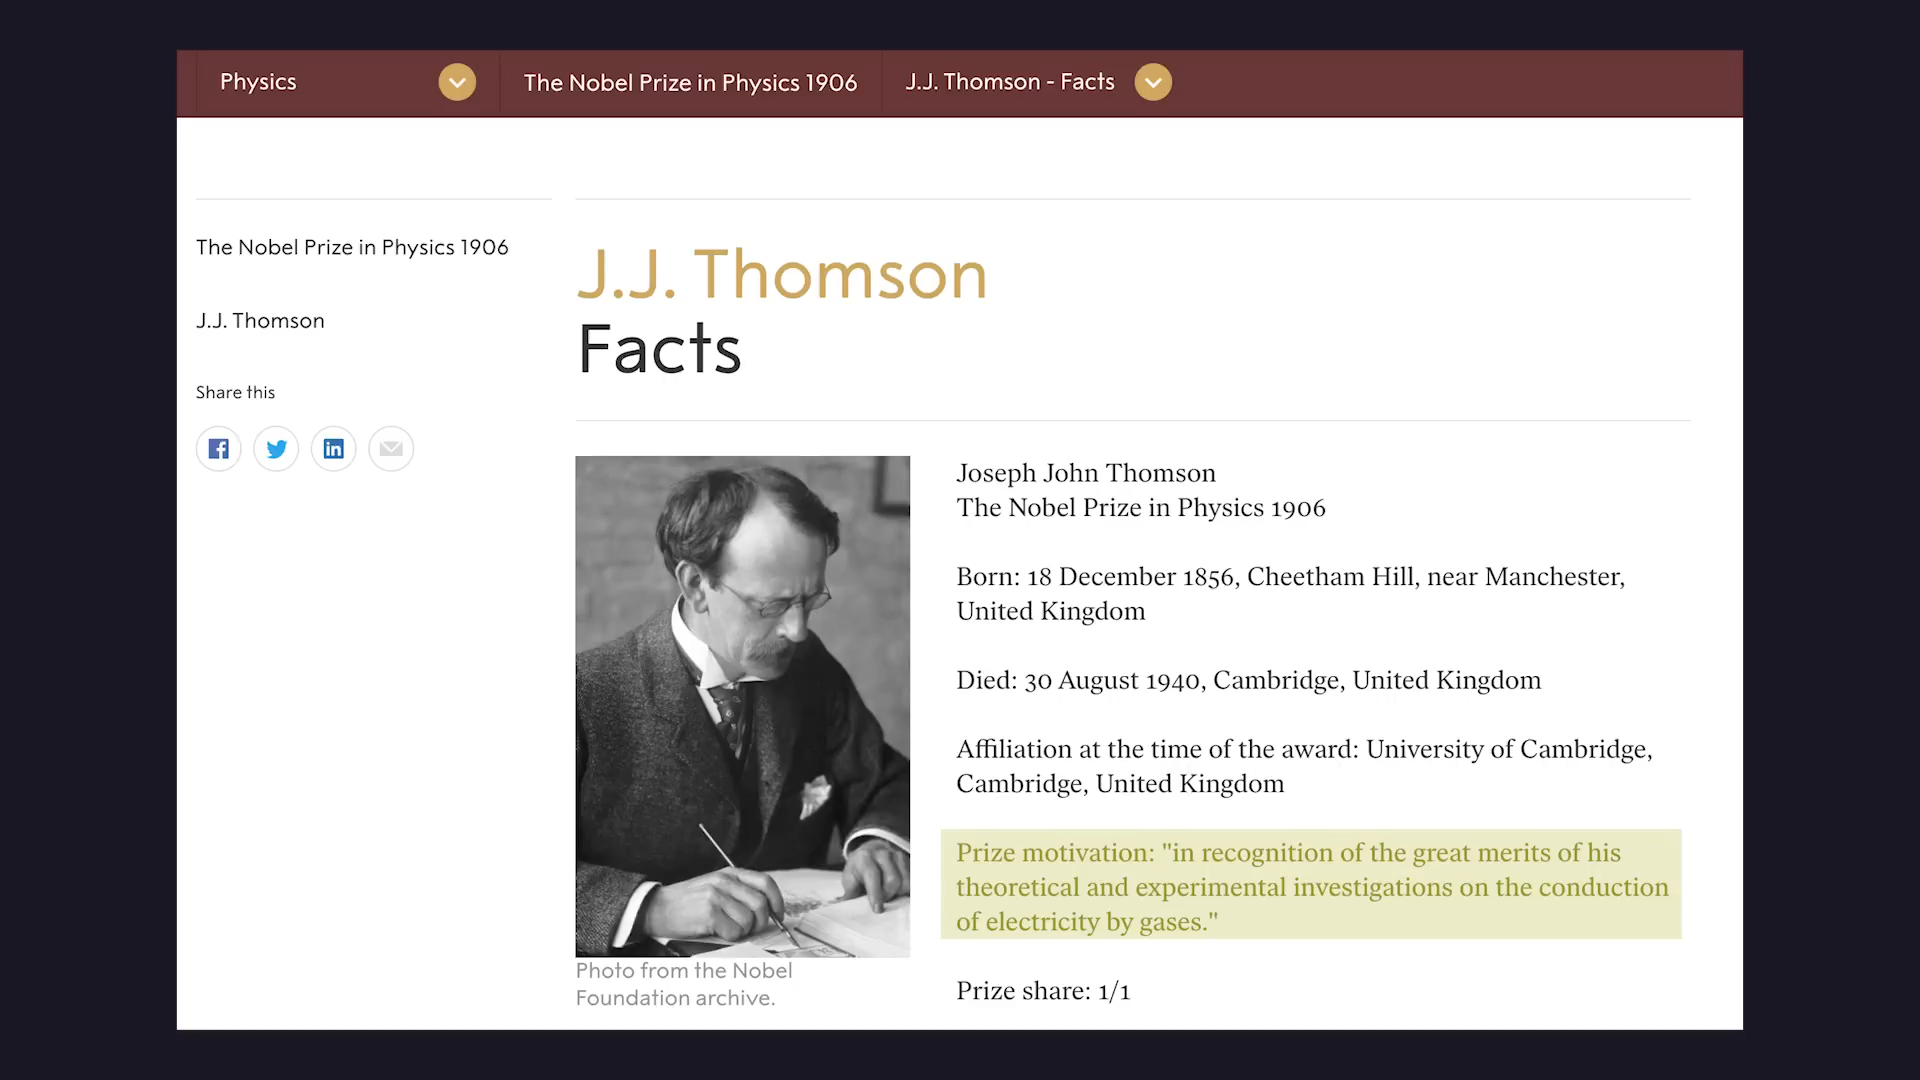 Physics
The Nobel Prize in Physics 1906
J.J. Thomson - Facts
The Nobel Prize in Physics 1906
J.J. Thomson
Share this
J.J. Thomson
Facts
Joseph John Thomson
The Nobel Prize in Physics 1906
Born: 18 December 1856, Cheetham Hill, near Manchester,
United Kingdom
Died: 30 August 1940, Cambridge, United Kingdom
Affiliation at the time of the award: University of Cambridge,
Cambridge, United Kingdom
Prize motivation: "in recognition of the great merits of his
theoretical and experimental investigations on the conduction
of electricity by gases."
Prize share: 1/1
Photo from the Nobel
Foundation archive.